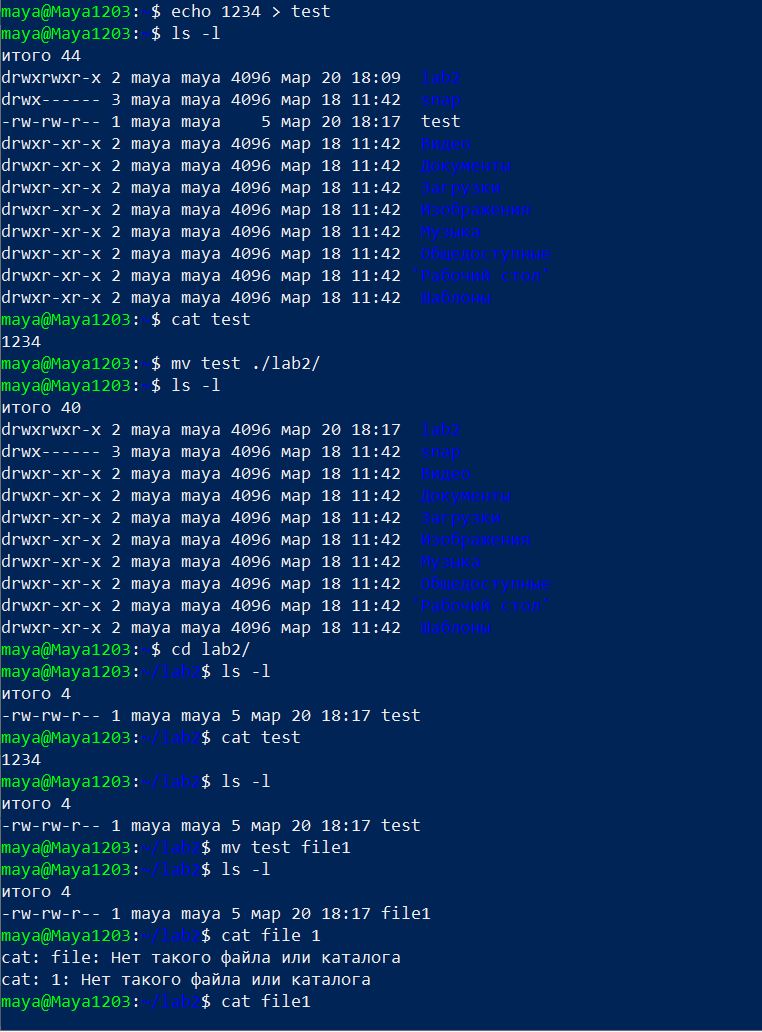 maya@Maya1203:~$ echo 1234 > test
maya@Maya1203:~$ ls -l
итого 44
drwxrwxr-x 2 maya maya 4096 мар 20 18:09  lab2
drwx------ 3 maya maya 4096 мар 18 11:42  snap
-rw-rw-r-- 1 maya maya    5 мар 20 18:17  test
drwxr-xr-x 2 maya maya 4096 мар 18 11:42  Видео
drwxr-xr-x 2 maya maya 4096 мар 18 11:42  Документы
drwxr-xr-x 2 maya maya 4096 мар 18 11:42  Загрузки
drwxr-xr-x 2 maya maya 4096 мар 18 11:42  Изображения
drwxr-xr-x 2 maya maya 4096 мар 18 11:42  Музыка
drwxr-xr-x 2 maya maya 4096 мар 18 11:42  Общедоступные
drwxr-xr-x 2 maya maya 4096 мар 18 11:42 'Рабочий стол'
drwxr-xr-x 2 maya maya 4096 мар 18 11:42  Шаблоны
maya@Maya1203:~$ cat test
1234
maya@Maya1203:~$ mv test ./lab2/
maya@Maya1203:~$ ls -l
итого 40
drwxrwxr-x 2 maya maya 4096 мар 20 18:17  lab2
drwx------ 3 maya maya 4096 мар 18 11:42  snap
drwxr-xr-x 2 maya maya 4096 мар 18 11:42  Видео
drwxr-xr-x 2 maya maya 4096 мар 18 11:42  Документы
drwxr-xr-x 2 maya maya 4096 мар 18 11:42  Загрузки
drwxr-xr-x 2 maya maya 4096 мар 18 11:42  Изображения
drwxr-xr-x 2 maya maya 4096 мар 18 11:42  Музыка
drwxr-xr-x 2 maya maya 4096 мар 18 11:42  Общедоступные
drwxr-xr-x 2 maya maya 4096 мар 18 11:42 'Рабочий стол'
drwxr-xr-x 2 maya maya 4096 мар 18 11:42  Шаблоны
maya@Maya1203:~$ cd lab2/
maya@Maya1203:~/lab2$ ls -l
итого 4
-rw-rw-r-- 1 maya maya 5 мар 20 18:17 test
maya@Maya1203:~/lab2$ cat test
1234
maya@Maya1203:~/lab2$ ls -l
итого 4
-rw-rw-r-- 1 maya maya 5 мар 20 18:17 test
maya@Maya1203:~/lab2$ mv test file1
maya@Maya1203:~/lab2$ ls -l
итого 4
-rw-rw-r-- 1 maya maya 5 мар 20 18:17 file1
maya@Maya1203:~/lab2$ cat file 1
cat: file: Нет такого файла или каталога
cat: 1: Нет такого файла или каталога
maya@Maya1203:~/lab2$ cat file1